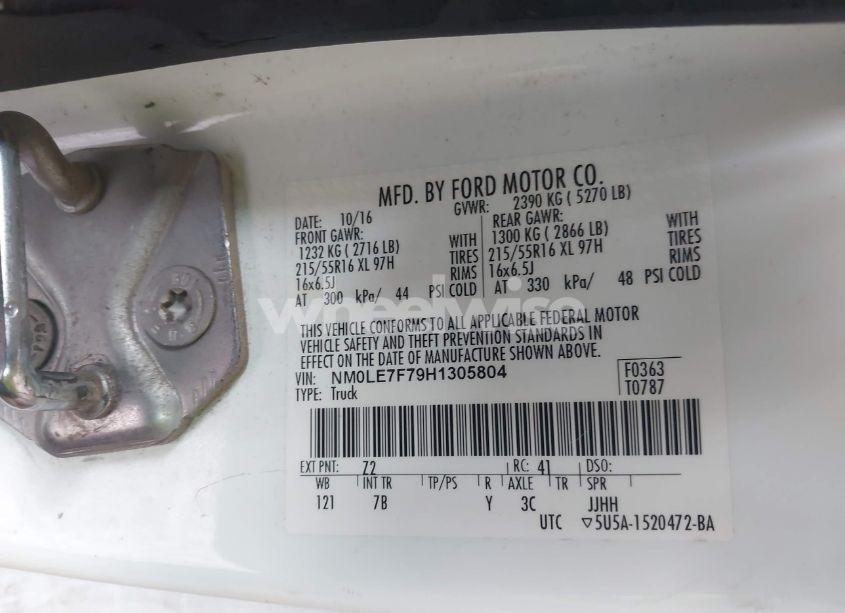 MFD. BY FORD MOTOR CO.
DATE: 10/16 GVWR: 2390 KG ( 5270 LB)
FRONT GAWR: REAR GAWR:
1232 KG ( 2716 LB) WITH 1300 KG ( 2866 LB) WITH
215/55R16 XL 97H TIRES 215/55R16 XL 97H TIRES
16x6.5J RIMS 16x6.5J RIMS
AT 300 kPa/ 44 PSI COLD AT 330 kPa/ 48 PSI COLD
wheelwise
THIS VEHICLE CONFORMS TO ALL APPLICABLE FEDERAL MOTOR
VEHICLE SAFETY AND THEFT PREVENTION STANDARDS IN
EFFECT ON THE DATE OF MANUFACTURE SHOWN ABOVE.
VIN: NM0LE7F79H1305804 F0363
TYPE: Truck T0787
EXT PNT: Z2 RC: 41 DSO:
WB INT TR TP/PS R AXLE TR SPR
121 7B Y 3C JJHH
UTC ▽5U5A-1520472-BA